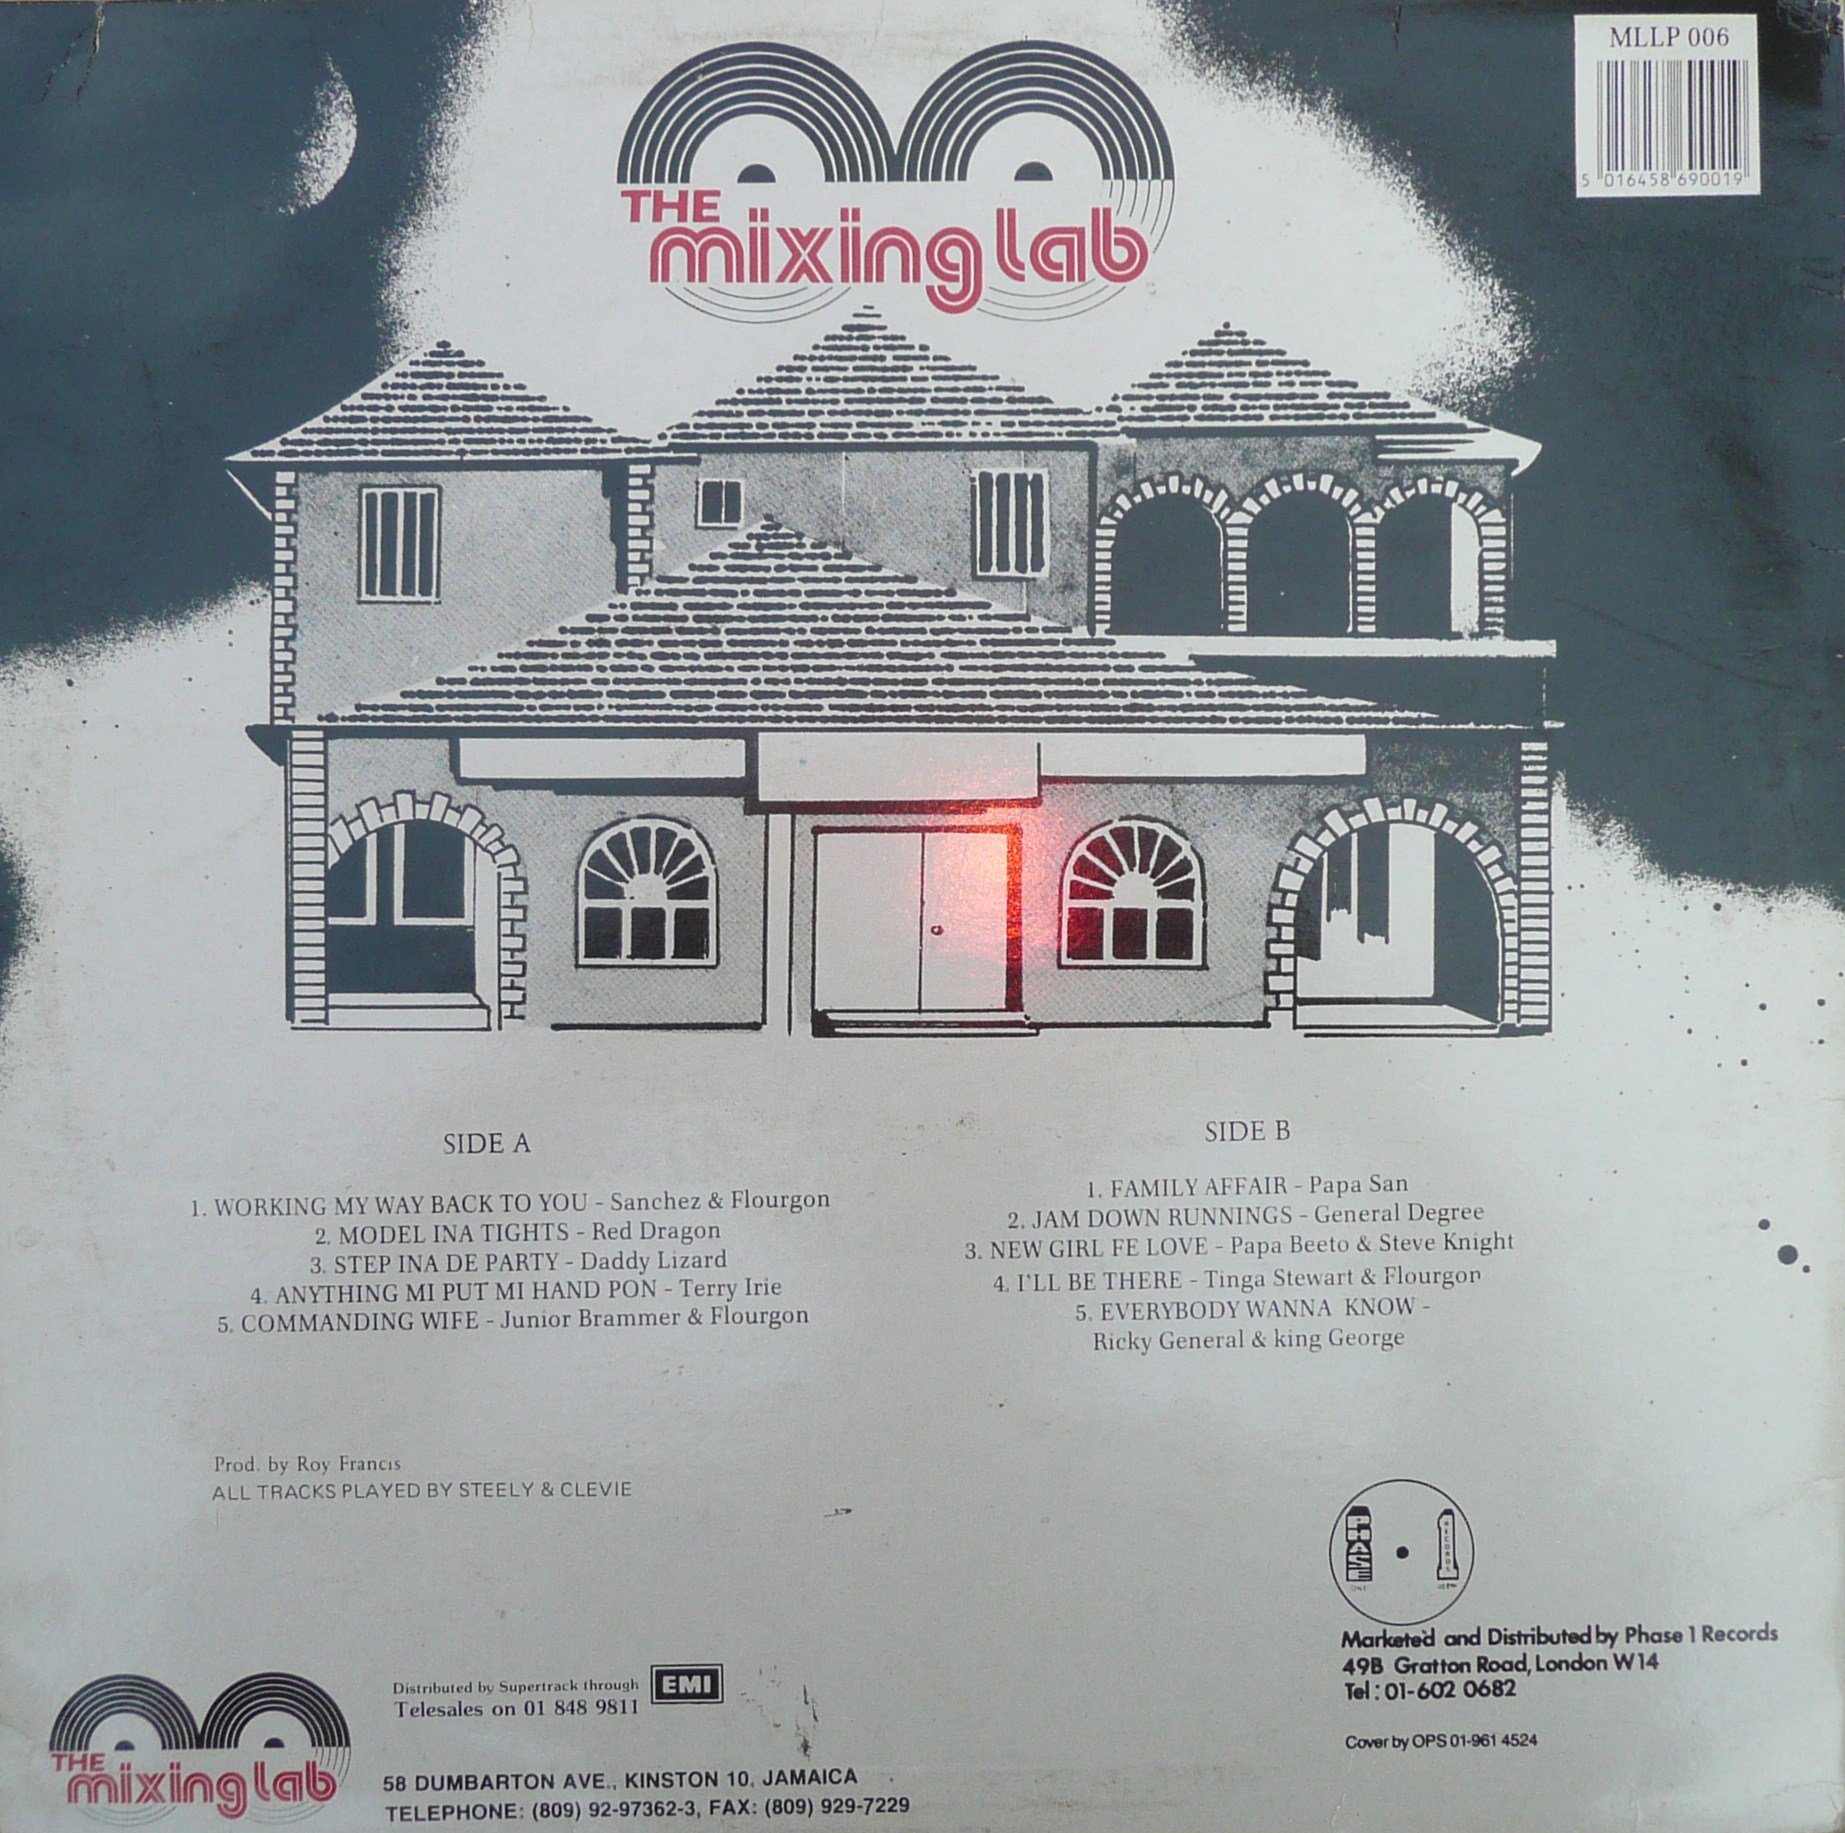 MLLP 006
5 016458 690019
THE
mixing lab
SIDE A
1. WORKING MY WAY BACK TO YOU - Sanchez & Flourgon
2. MODEL INA TIGHTS - Red Dragon
3. STEP INA DE PARTY - Daddy Lizard
4. ANYTHING MI PUT MI HAND PON - Terry Irie
5. COMMANDING WIFE - Junior Brammer & Flourgon
SIDE B
1. FAMILY AFFAIR - Papa San
2. JAM DOWN RUNNINGS - General Degree
3. NEW GIRL FE LOVE - Papa Beeto & Steve Knight
4. I'LL BE THERE - Tinga Stewart & Flourgon
5. EVERYBODY WANNA KNOW -
Ricky General & king George
Prod. by Roy Francis
ALL TRACKS PLAYED BY STEELY & CLEVIE
PHASE
ONE
RECORDS
Marketed and Distributed by Phase 1 Records
49B Gratton Road, London W14
Tel: 01-602 0682
Cover by OPS 01-961 4524
Distributed by Supertrack through
EMI
Telesales on 01 848 9811
THE
mixing lab
58 DUMBARTON AVE., KINSTON 10, JAMAICA
TELEPHONE: (809) 92-97362-3, FAX: (809) 929-7229